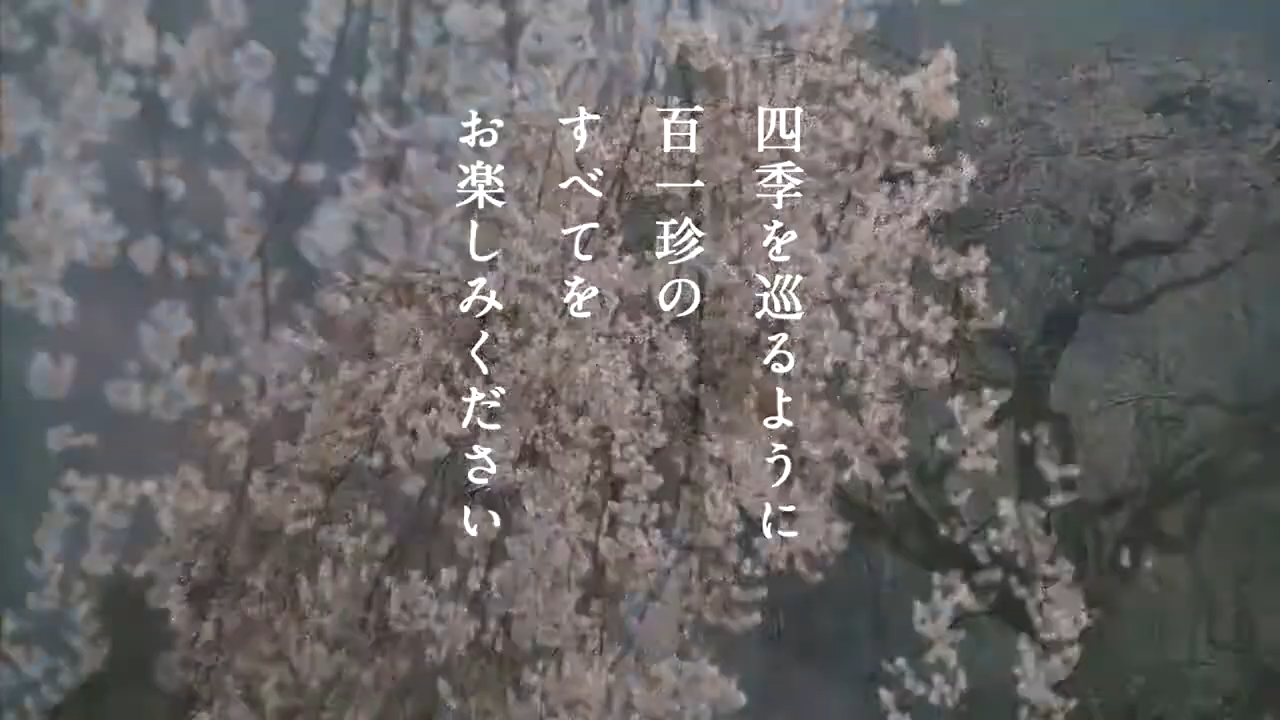 四季を巡るように
百一珍の
すべてを
お楽しみください